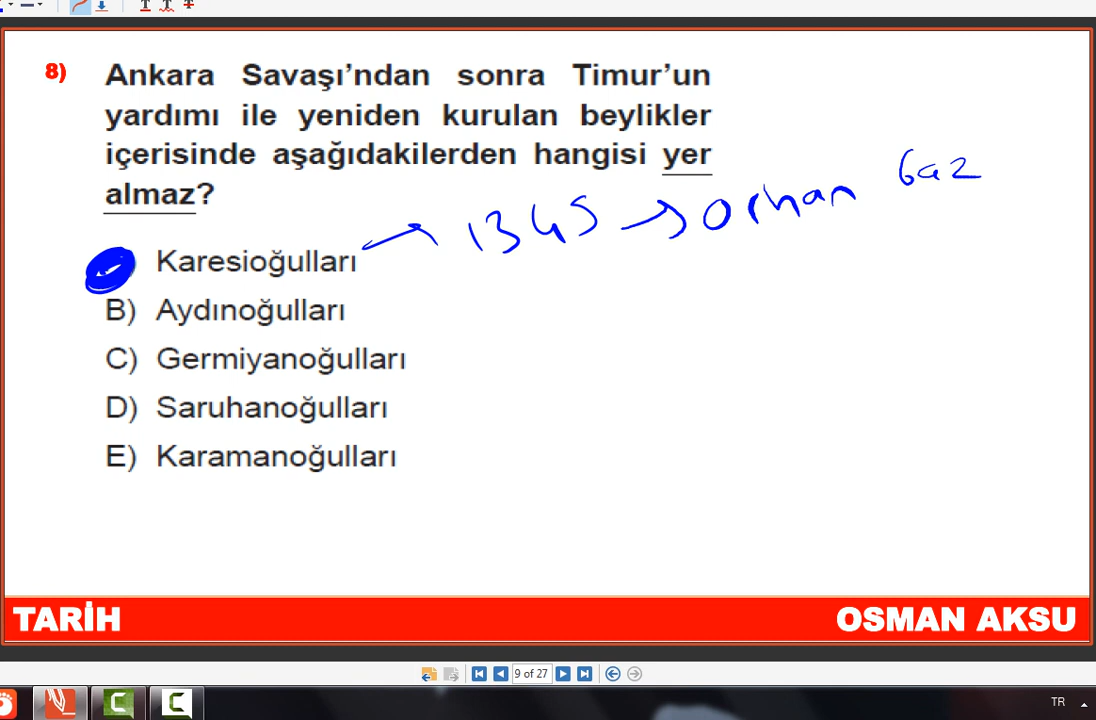 8) Ankara Savaşı'ndan sonra Timur'un
yardımı ile yeniden kurulan beylikler
içerisinde aşağıdakilerden hangisi yer
almaz?
1345 → Orhan Gaz
Karesioğulları
B) Aydınoğulları
C) Germiyanoğulları
D) Saruhanoğulları
E) Karamanoğulları
TARİH
OSMAN AKSU
9 of 27
TR